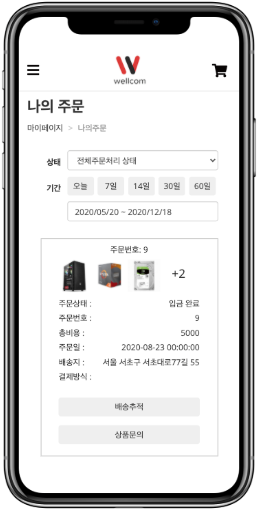 wellcom
나의 주문
마이페이지 > 나의주문
상태 전체주문처리 상태
기간 오늘 7일 14일 30일 60일
2020/05/20 ~ 2020/12/18
주문번호: 9
+2
주문상태 : 입금 완료
주문번호 : 9
총비용 : 5000
주문일 : 2020-08-23 00:00:00
배송지 : 서울 서초구 서초대로77길 55
결제방식 :
배송추적
상품문의